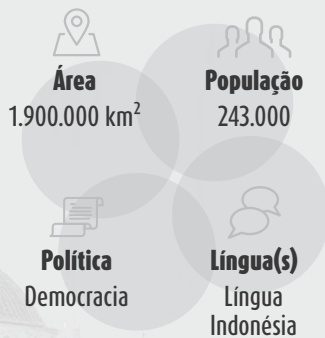 Área
1.900.000 km²
População
243.000
Política
Democracia
Língua(s)
Língua
Indonésia